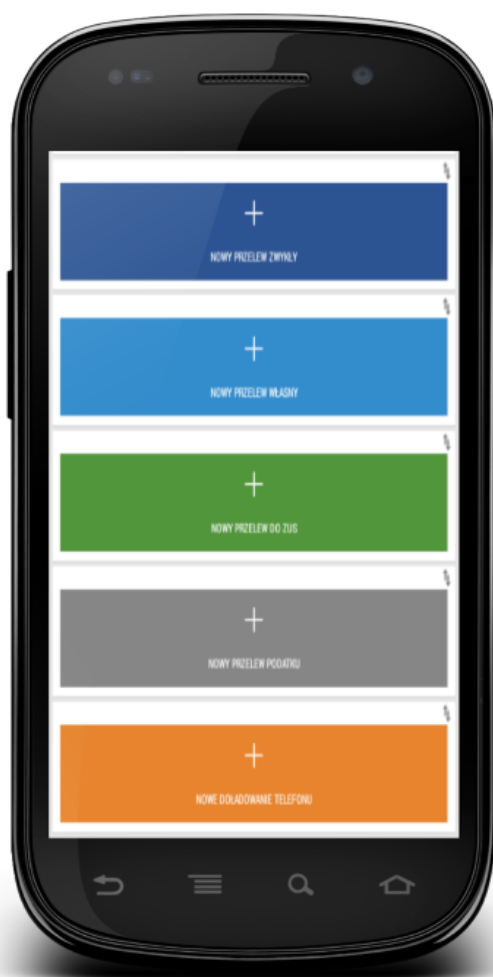 NOWY PRZELEW ZWYKŁY
NOWY PRZELEW WŁASNY
NOWY PRZELEW DO ZUS
NOWY PRZELEW PODATKU
NOWE DOŁADOWANIE TELEFONU